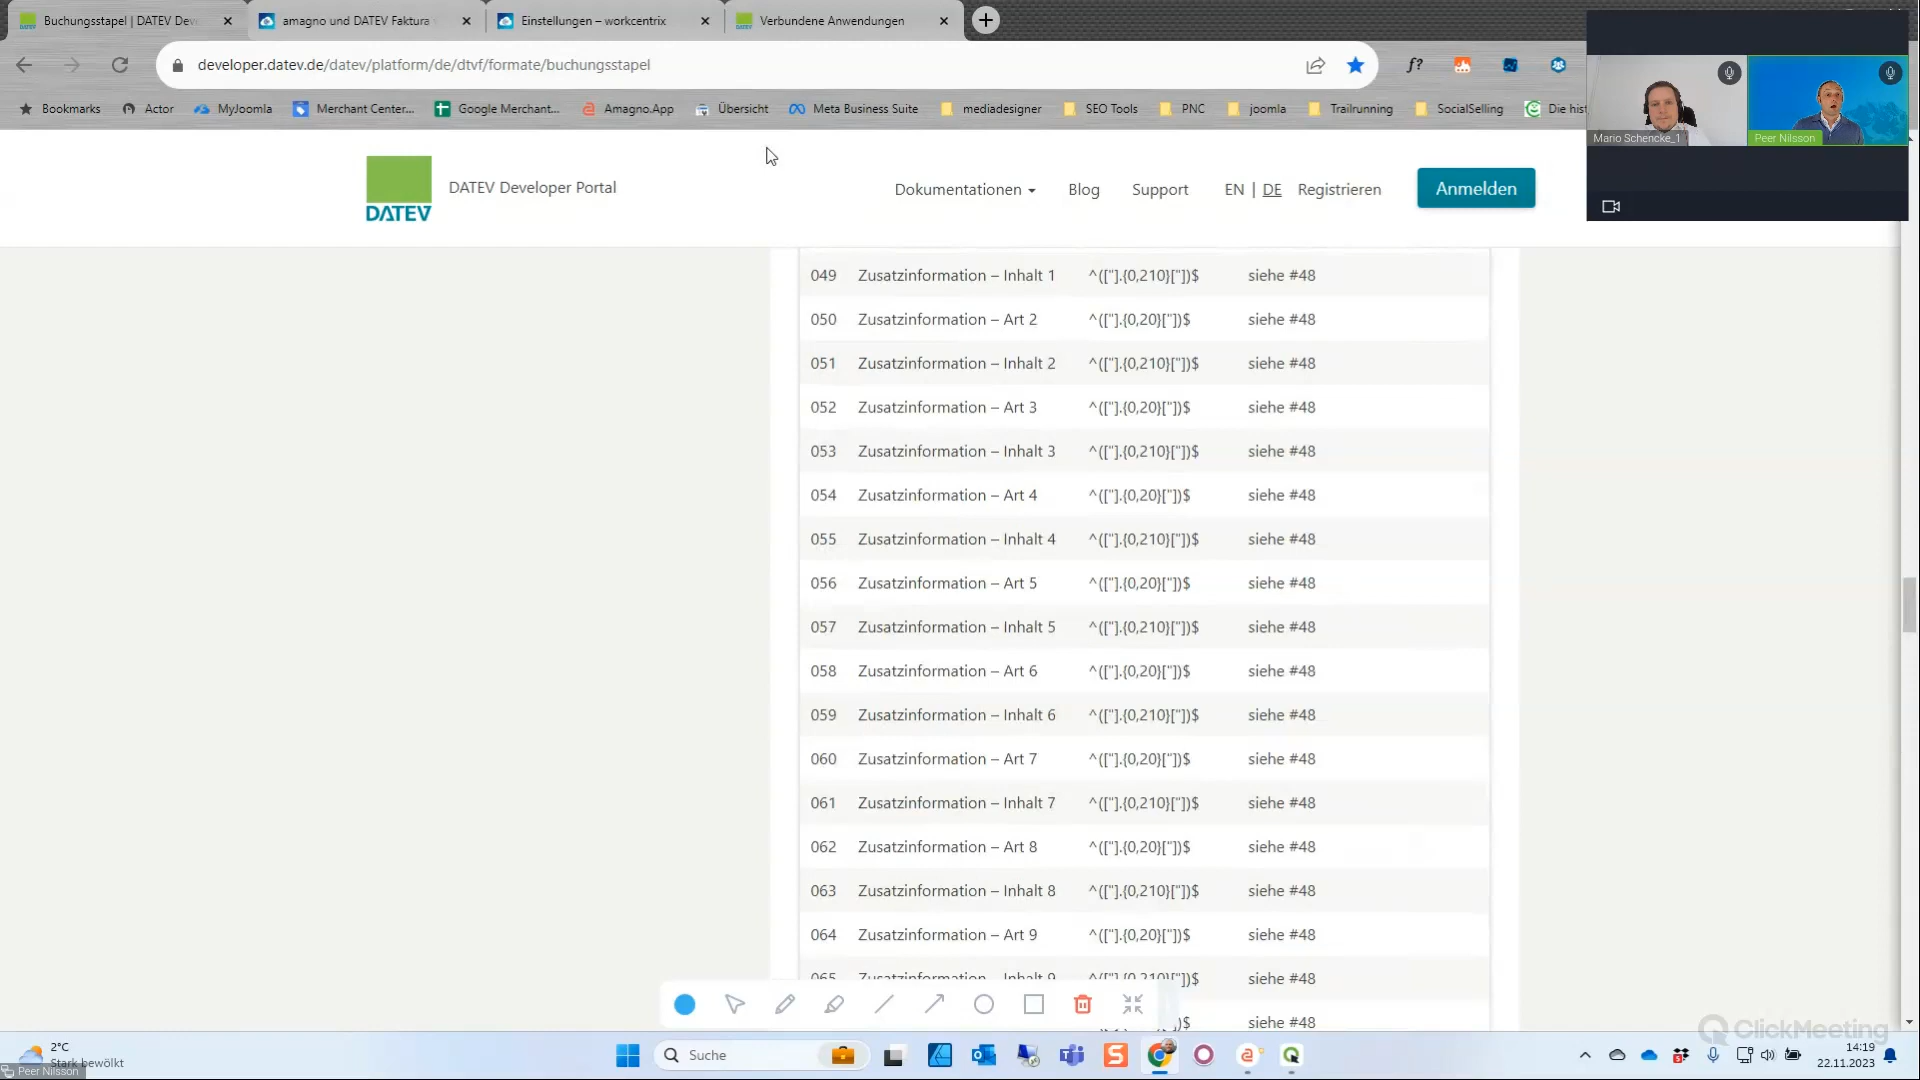 Buchungsstapel | DATEV Dev
amagno und DATEV Faktura
Einstellungen – workcentrix
Verbundene Anwendungen
developer.datev.de/datev/platform/de/dtvf/formate/buchungsstapel
f?
Bookmarks
Actor
MyJoomla
Merchant Center...
Google Merchant...
Amagno.App
Übersicht
Meta Business Suite
mediadesigner
SEO Tools
PNC
joomla
Trailrunning
SocialSelling
Die hist
Mario Schencke_1
Peer Nilsson
DATEV
DATEV Developer Portal
Dokumentationen
Blog
Support
EN | DE
Registrieren
Anmelden
049 Zusatzinformation – Inhalt 1 ^(["].{0,210}["])$ siehe #48
050 Zusatzinformation – Art 2 ^(["].{0,20}["])$ siehe #48
051 Zusatzinformation – Inhalt 2 ^(["].{0,210}["])$ siehe #48
052 Zusatzinformation – Art 3 ^(["].{0,20}["])$ siehe #48
053 Zusatzinformation – Inhalt 3 ^(["].{0,210}["])$ siehe #48
054 Zusatzinformation – Art 4 ^(["].{0,20}["])$ siehe #48
055 Zusatzinformation – Inhalt 4 ^(["].{0,210}["])$ siehe #48
056 Zusatzinformation – Art 5 ^(["].{0,20}["])$ siehe #48
057 Zusatzinformation – Inhalt 5 ^(["].{0,210}["])$ siehe #48
058 Zusatzinformation – Art 6 ^(["].{0,20}["])$ siehe #48
059 Zusatzinformation – Inhalt 6 ^(["].{0,210}["])$ siehe #48
060 Zusatzinformation – Art 7 ^(["].{0,20}["])$ siehe #48
061 Zusatzinformation – Inhalt 7 ^(["].{0,210}["])$ siehe #48
062 Zusatzinformation – Art 8 ^(["].{0,20}["])$ siehe #48
063 Zusatzinformation – Inhalt 8 ^(["].{0,210}["])$ siehe #48
064 Zusatzinformation – Art 9 ^(["].{0,20}["])$ siehe #48
065 Zusatzinformation – Inhalt 9 ^(["].{0,210}["])$ siehe #48
siehe #48
ClickMeeting
2°C
Stark bewölkt
Peer Nilsson
Suche
14:19
22.11.2023